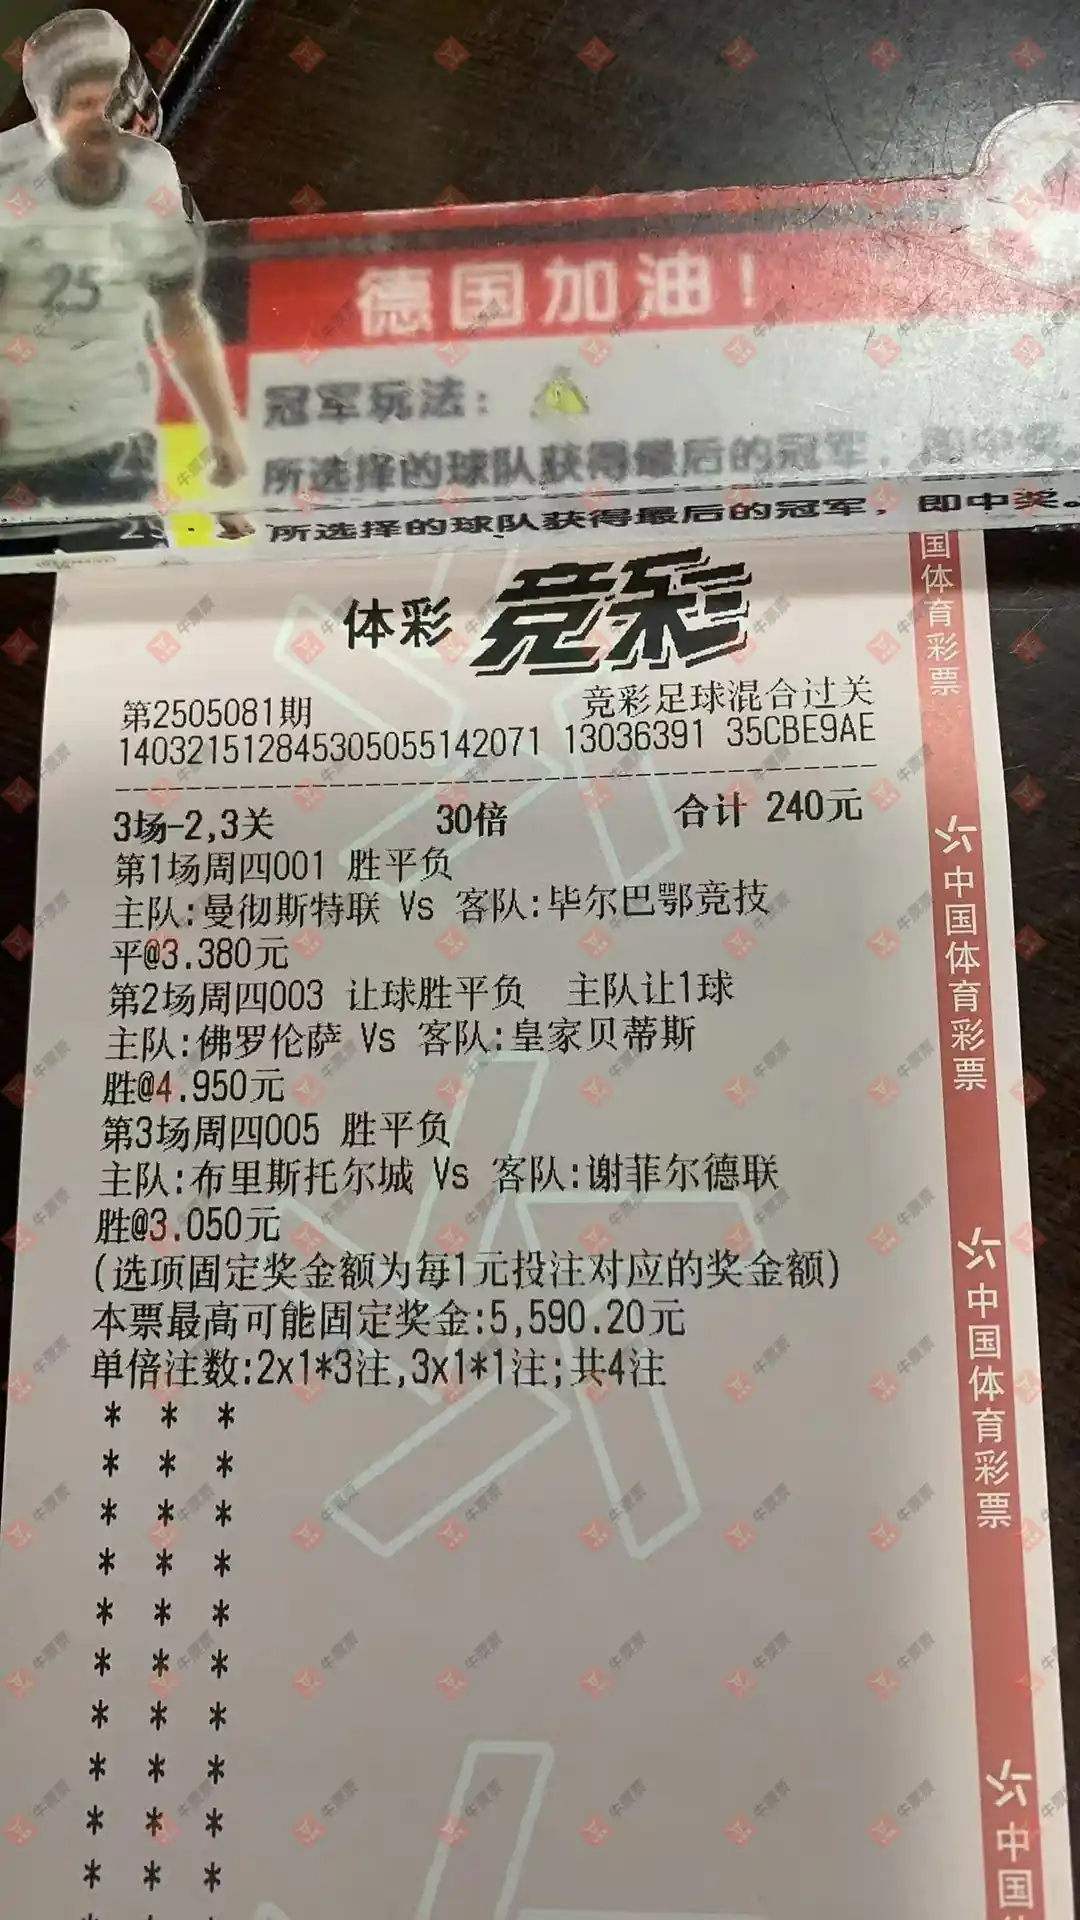 25
德国加油！
冠军玩法：
所选择的球队获得最后的冠军，即中奖
所选择的球队获得最后的冠军，即中奖。
体彩 竞彩
第2505081期 竞彩足球混合过关
140321512845305055142071 13036391 35CBE9AE
3场-2,3关 30倍 合计 240元
第1场周四001 胜平负
主队:曼彻斯特联 Vs 客队:毕尔巴鄂竞技
平@3.380元
第2场周四003 让球胜平负 主队让1球
主队:佛罗伦萨 Vs 客队:皇家贝蒂斯
胜@4.950元
第3场周四005 胜平负
主队:布里斯托尔城 Vs 客队:谢菲尔德联
胜@3.050元
(选项固定奖金额为每1元投注对应的奖金额)
本票最高可能固定奖金:5,590.20元
单倍注数:2x1*3注,3x1*1注;共4注
* * *
* * *
* * *
* * *
* * *
* * *
* * *
* * *
* * *
* * *
国体育彩票
中国体育彩票
中国体育彩票
中国
牛票票